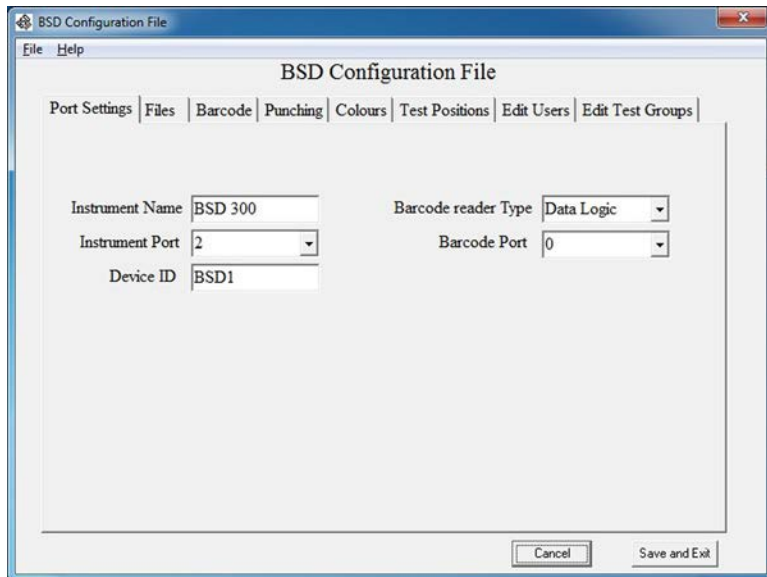 BSD Configuration File
File Help
BSD Configuration File
Port Settings Files Barcode Punching Colours Test Positions Edit Users Edit Test Groups
Instrument Name BSD 300 Barcode reader Type Data Logic
Instrument Port 2 Barcode Port 0
Device ID BSD1
Cancel Save and Exit